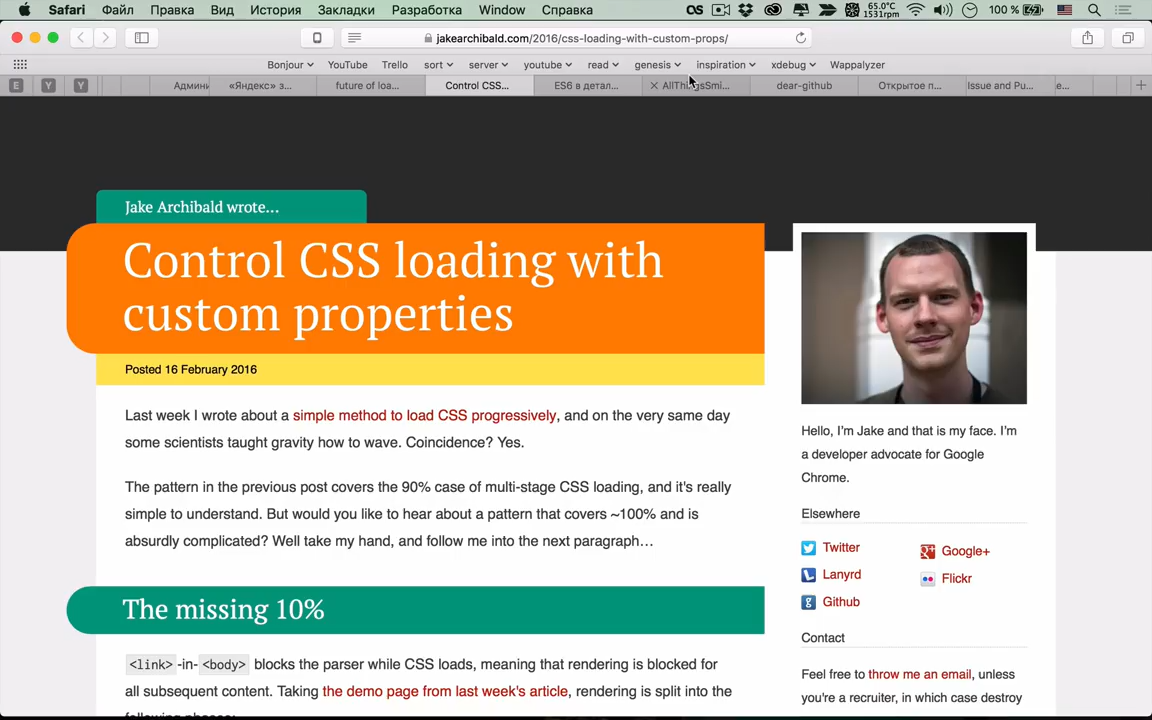 Safari Файл Правка Вид История Закладки Разработка Window Справка 65.0°C 1531rpm 100 %
jakearchibald.com/2016/css-loading-with-custom-props/
Bonjour YouTube Trello sort server youtube read genesis inspiration xdebug Wappalyzer
E Y Y Админи «Яндекс» з... future of loa... Control CSS... ES6 в детал... AllThingsSmi... dear-github Открытое п... Issue and Pu... е...
Jake Archibald wrote...
Control CSS loading with
custom properties
Posted 16 February 2016
Last week I wrote about a simple method to load CSS progressively, and on the very same day
some scientists taught gravity how to wave. Coincidence? Yes.
The pattern in the previous post covers the 90% case of multi-stage CSS loading, and it's really
simple to understand. But would you like to hear about a pattern that covers ~100% and is
absurdly complicated? Well take my hand, and follow me into the next paragraph…
The missing 10%
<link>-in-<body> blocks the parser while CSS loads, meaning that rendering is blocked for
all subsequent content. Taking the demo page from last week's article, rendering is split into the
following phases:
Hello, I'm Jake and that is my face. I'm
a developer advocate for Google
Chrome.
Elsewhere
Twitter
Google+
Lanyrd
Flickr
Github
Contact
Feel free to throw me an email, unless
you're a recruiter, in which case destroy